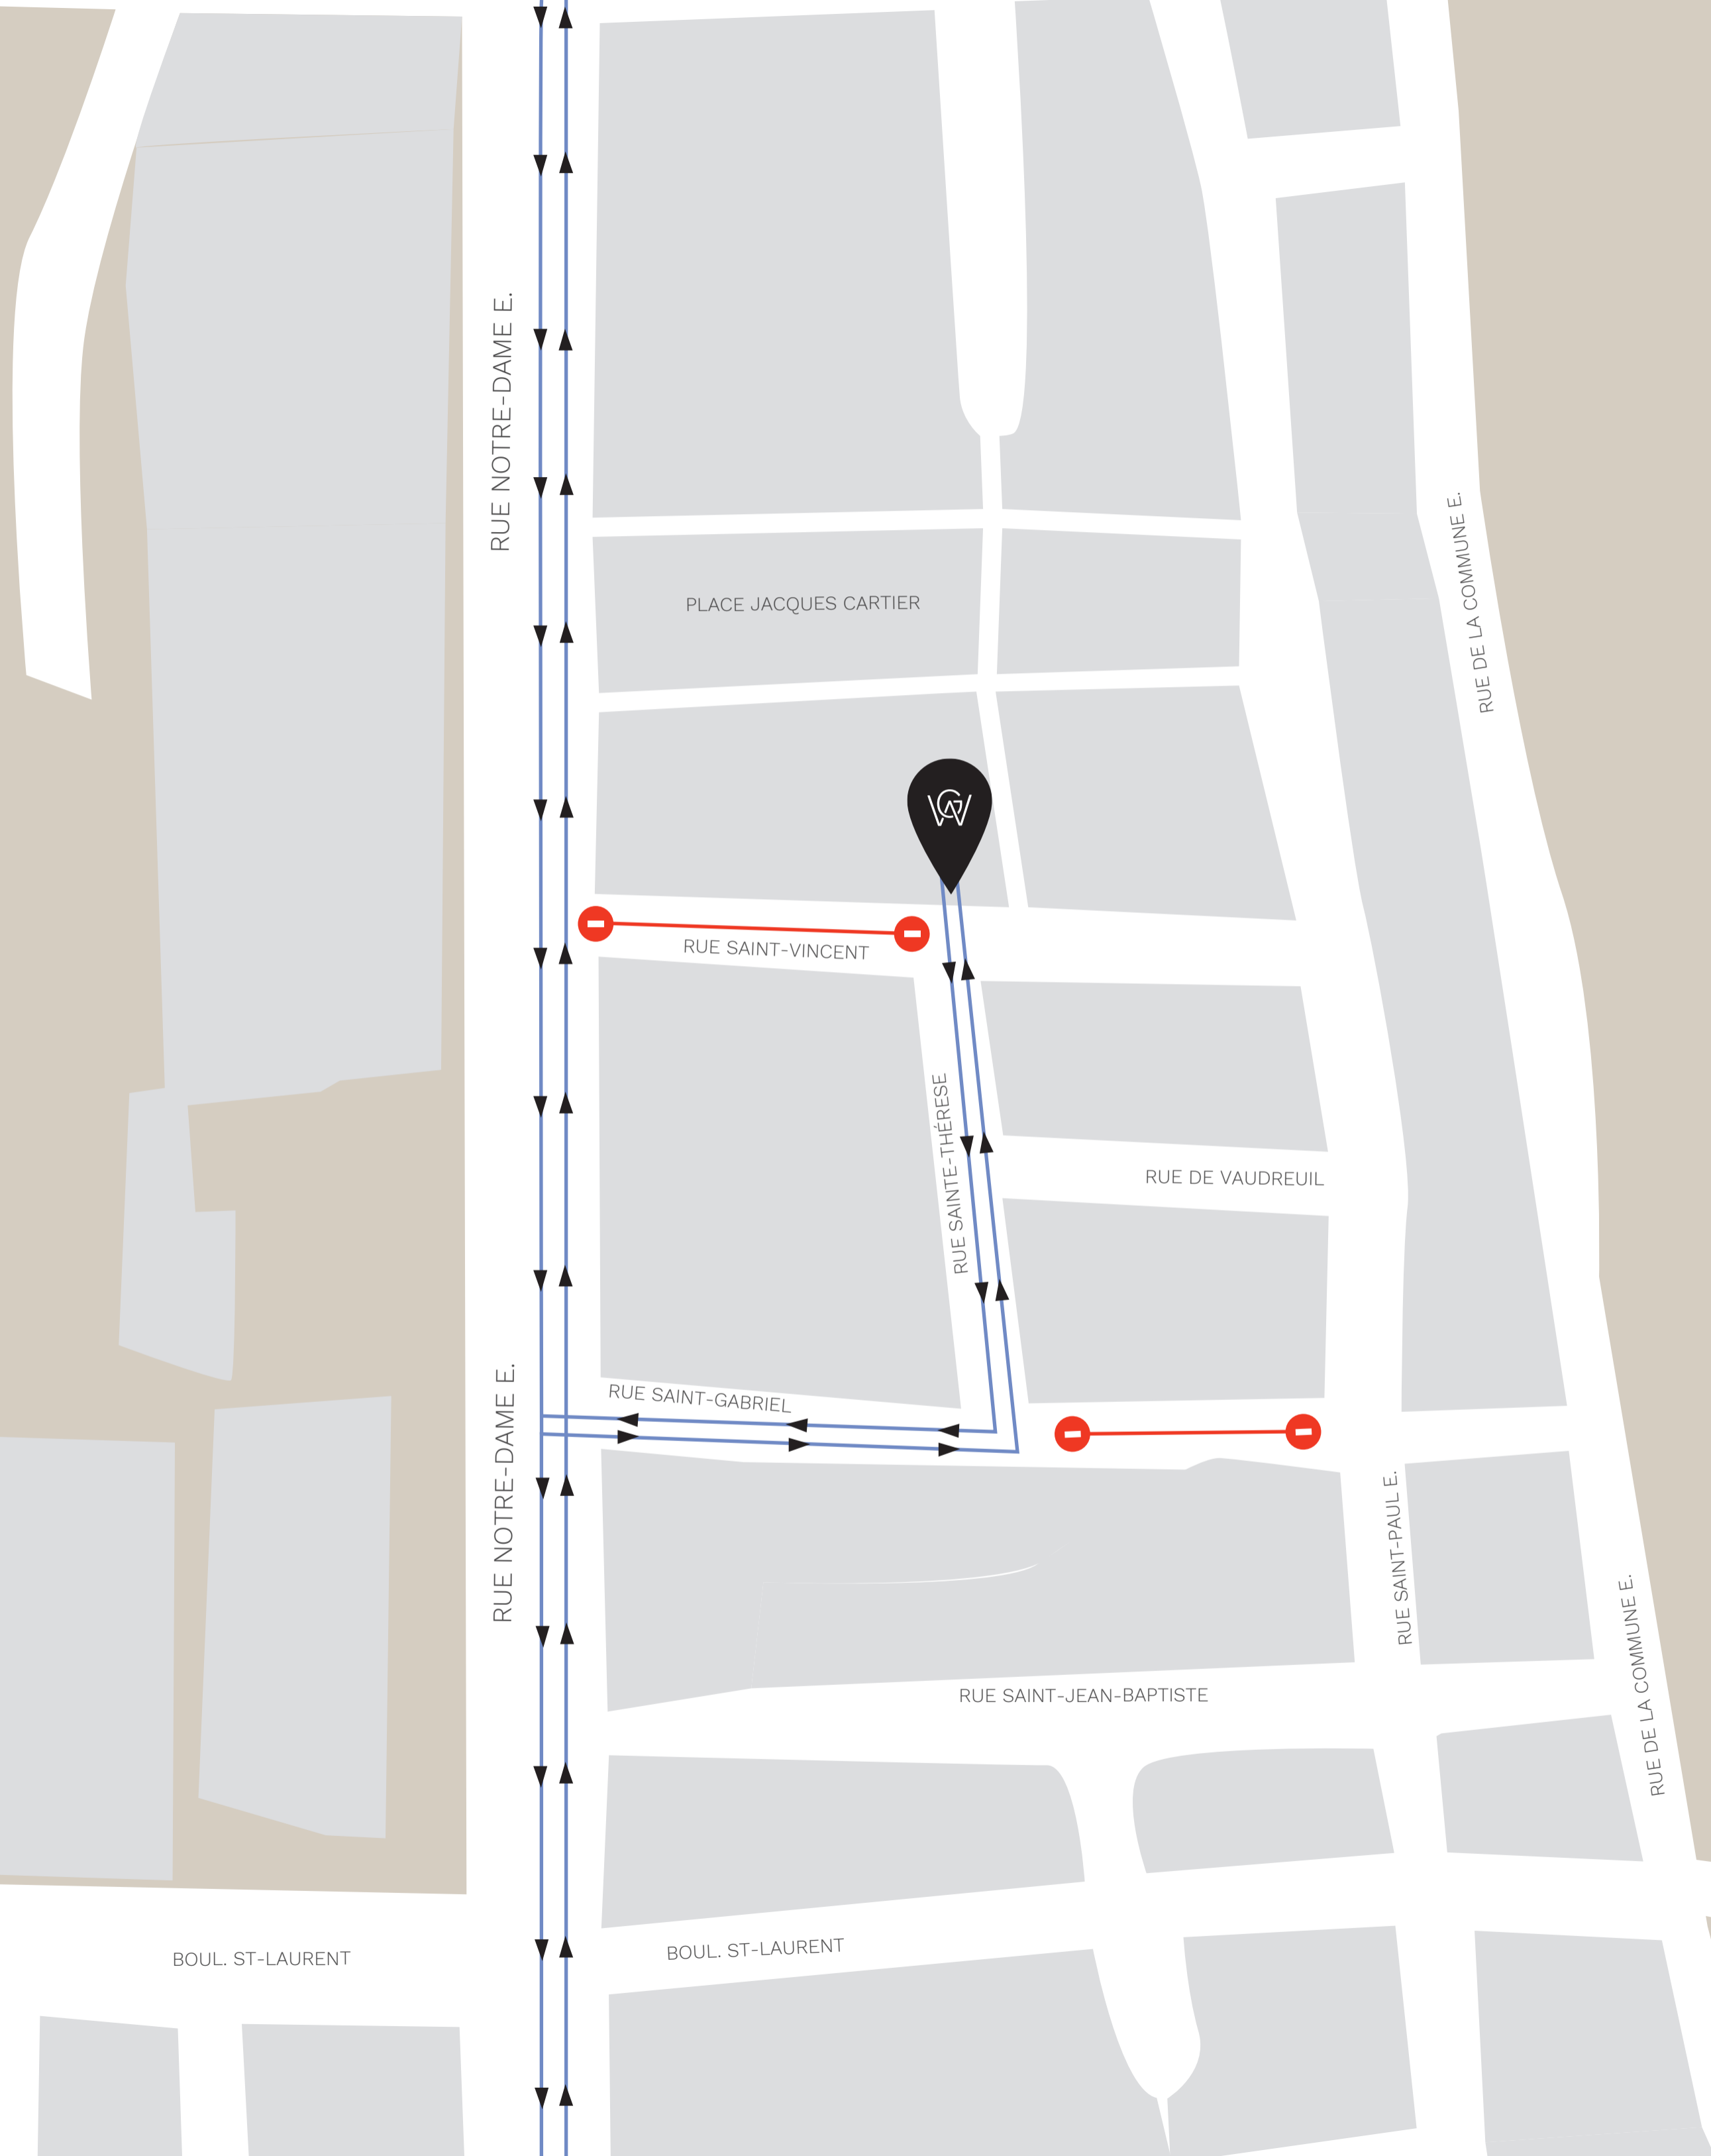 RUE NOTRE-DAME E.
RUE DE LA COMMUNE E.
PLACE JACQUES CARTIER
GW
RUE SAINT-VINCENT
RUE SAINTE-THÉRÈSE
RUE DE VAUDREUIL
RUE SAINT-GABRIEL
RUE NOTRE-DAME E.
RUE SAINT-PAUL E.
RUE DE LA COMMUNE E.
RUE SAINT-JEAN-BAPTISTE
BOUL. ST-LAURENT
BOUL. ST-LAURENT